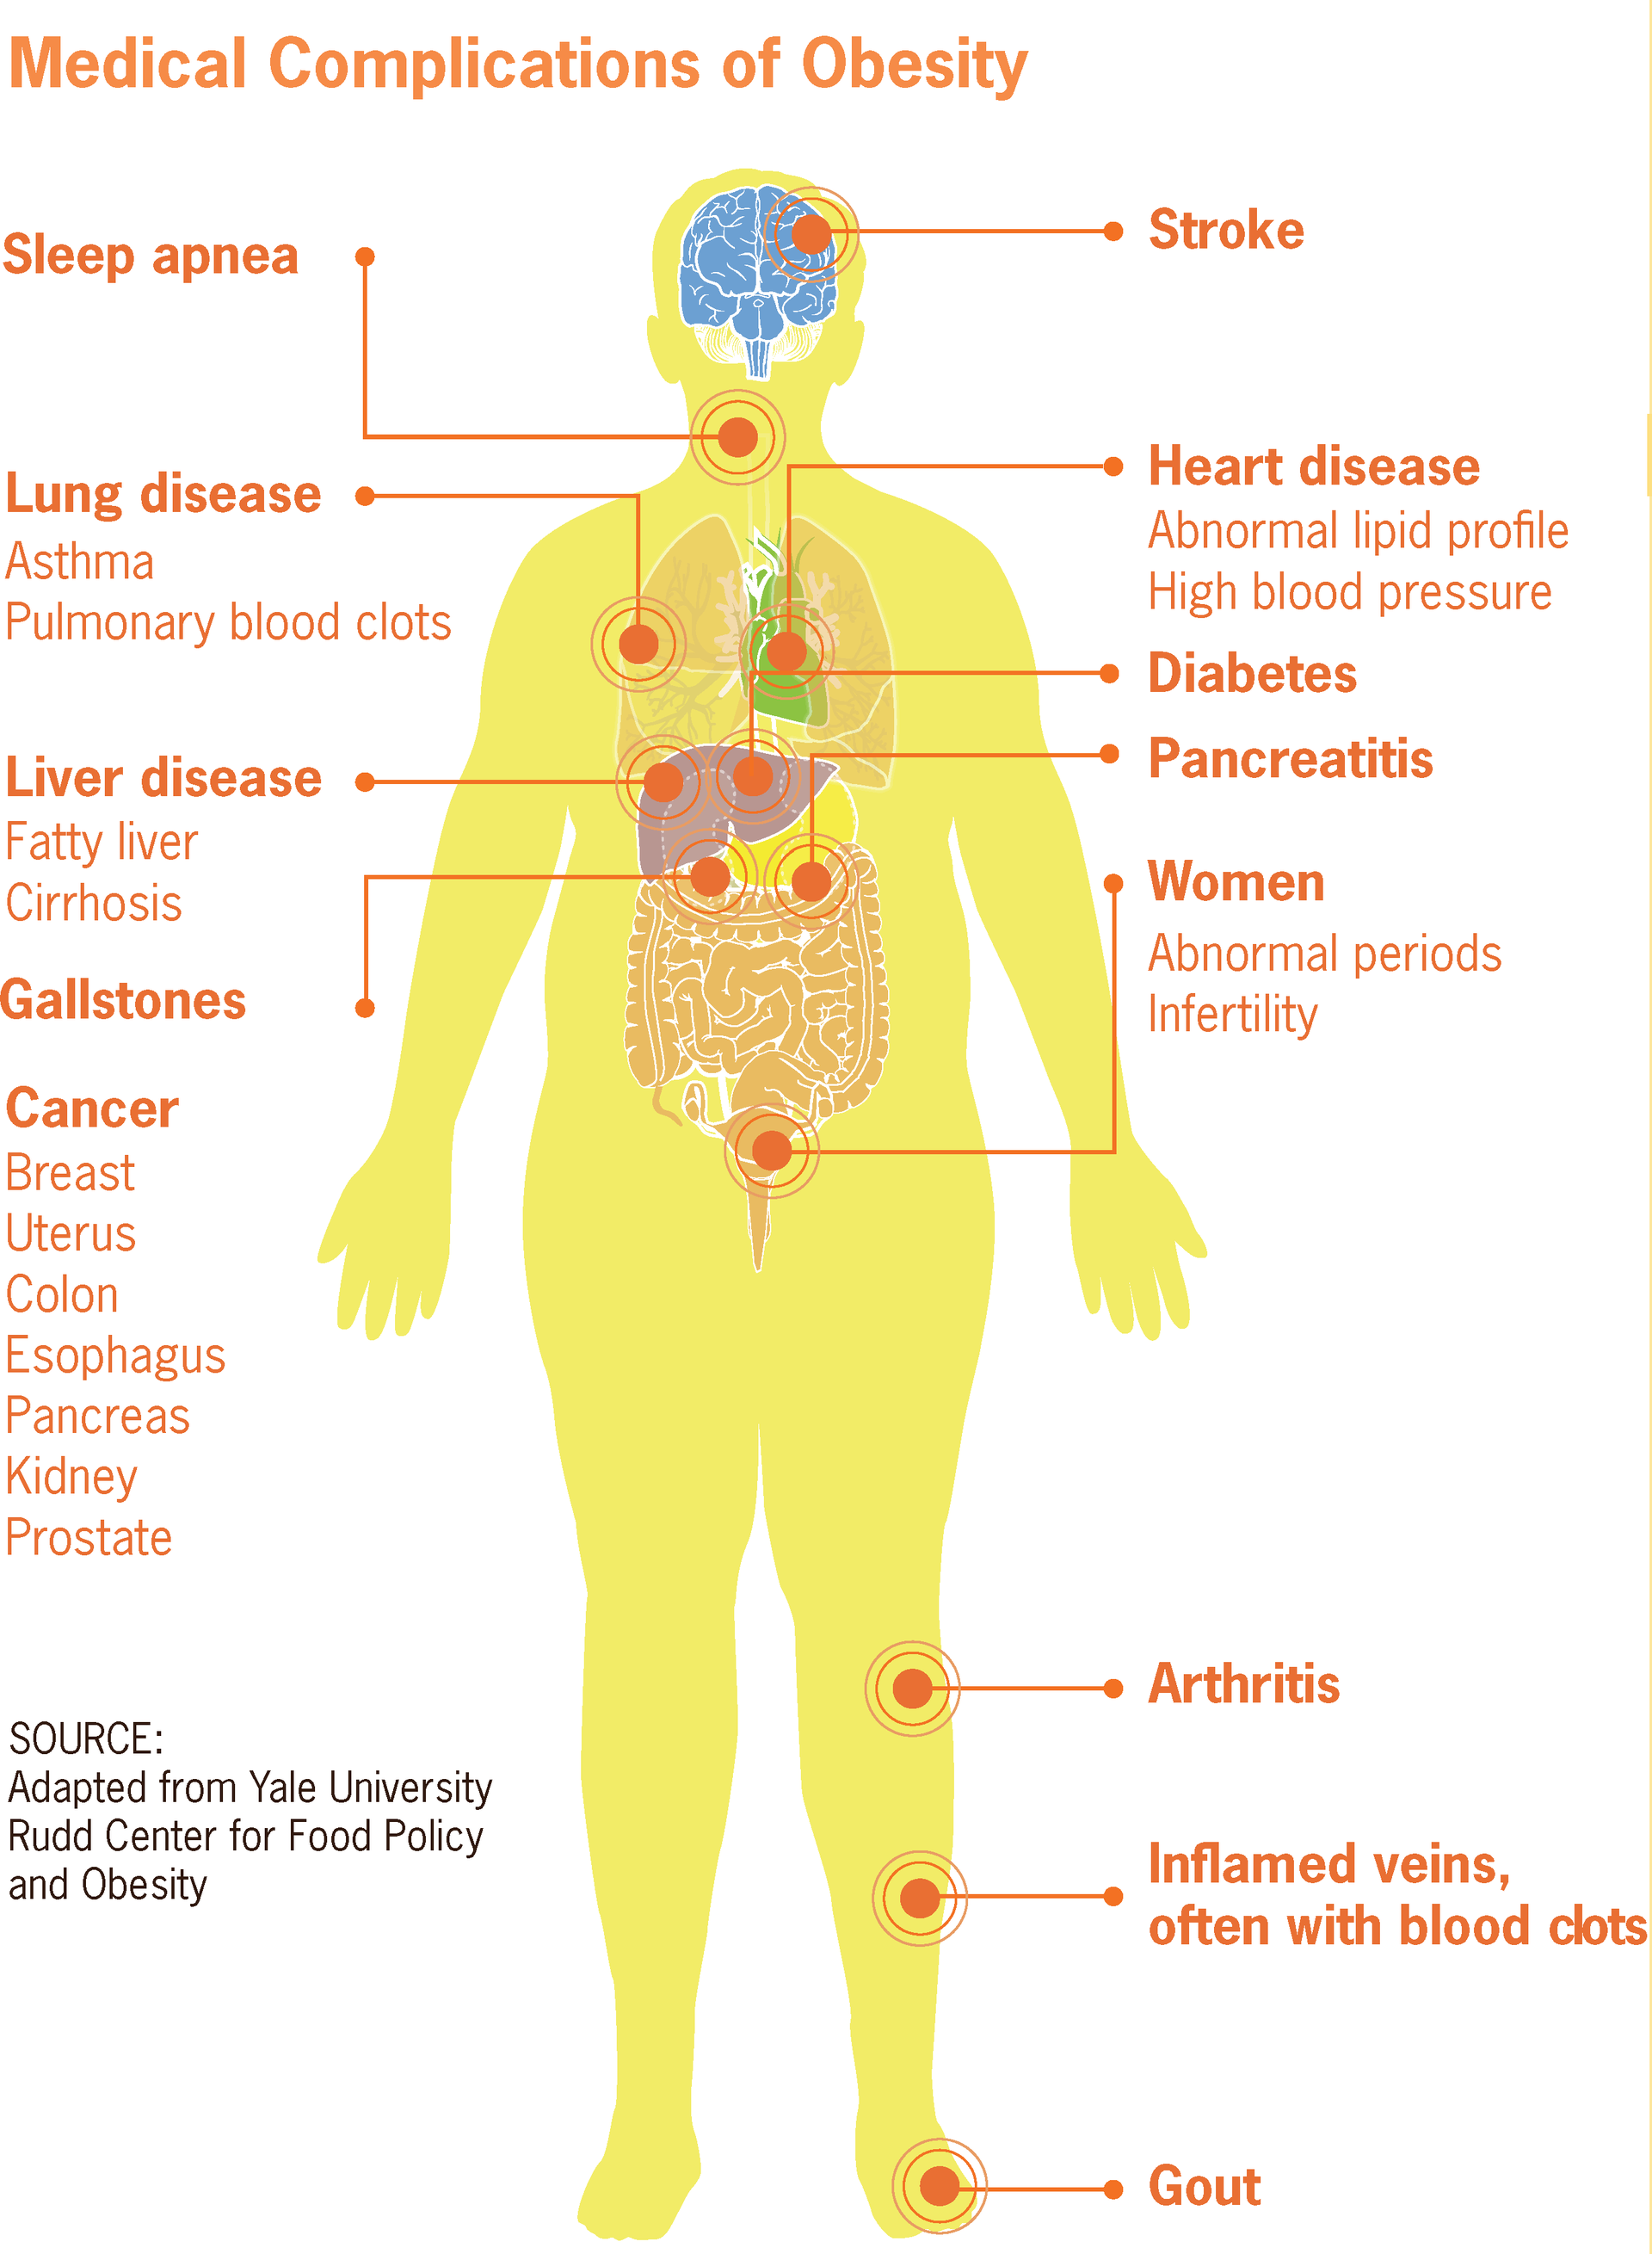 Medical Complications of Obesity
Sleep apnea
Lung disease
Asthma
Pulmonary blood clots
Liver disease
Fatty liver
Cirrhosis
Gallstones
Cancer
Breast
Uterus
Colon
Esophagus
Pancreas
Kidney
Prostate
SOURCE:
Adapted from Yale University
Rudd Center for Food Policy
and Obesity
Stroke
Heart disease
Abnormal lipid profile
High blood pressure
Diabetes
Pancreatitis
Women
Abnormal periods
Infertility
Arthritis
Inflamed veins,
often with blood clots
Gout